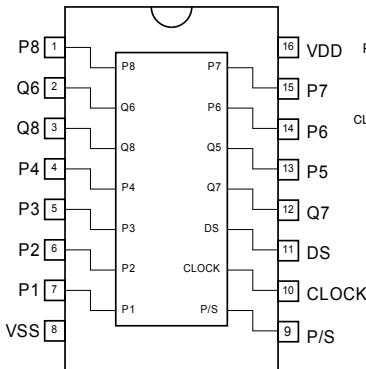 P8 1 P8 P7 16 VDD
Q6 2 Q6 P6 15 P7
Q8 3 Q8 Q5 14 P6
P4 4 P4 Q7 13 P5
P3 5 P3 DS 12 Q7
P2 6 P2 CLOCK 11 DS
P1 7 P1 P/S 10 CLOCK
VSS 8 9 P/S
CL